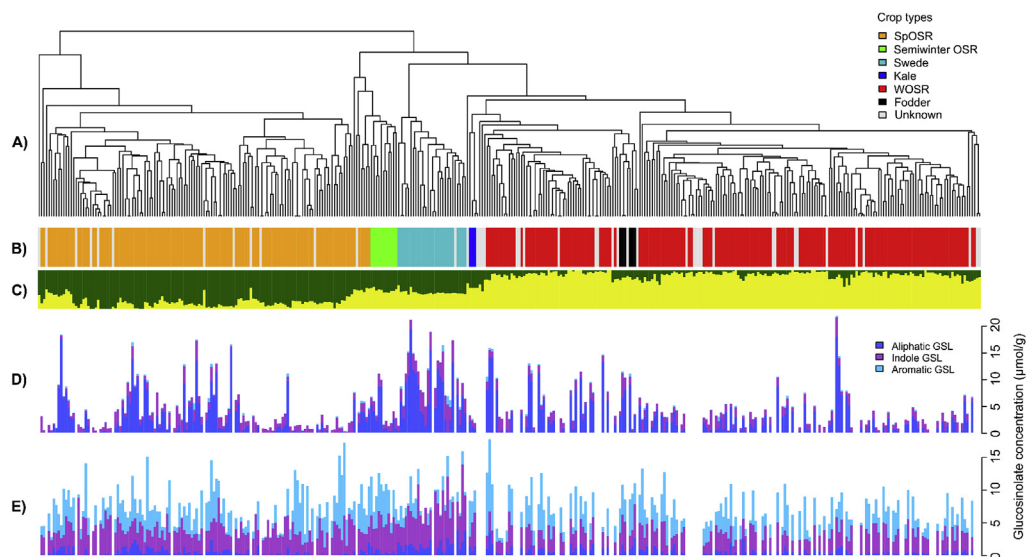 Crop types
SpOSR
Semiwinter OSR
Swede
Kale
WOSR
Fodder
Unknown
A)
B)
C)
D)
Aliphatic GSL
Indole GSL
Aromatic GSL
20
15
10
5
0
E)
15
10
5
0
Glucosinolate concentration (µmol/g)